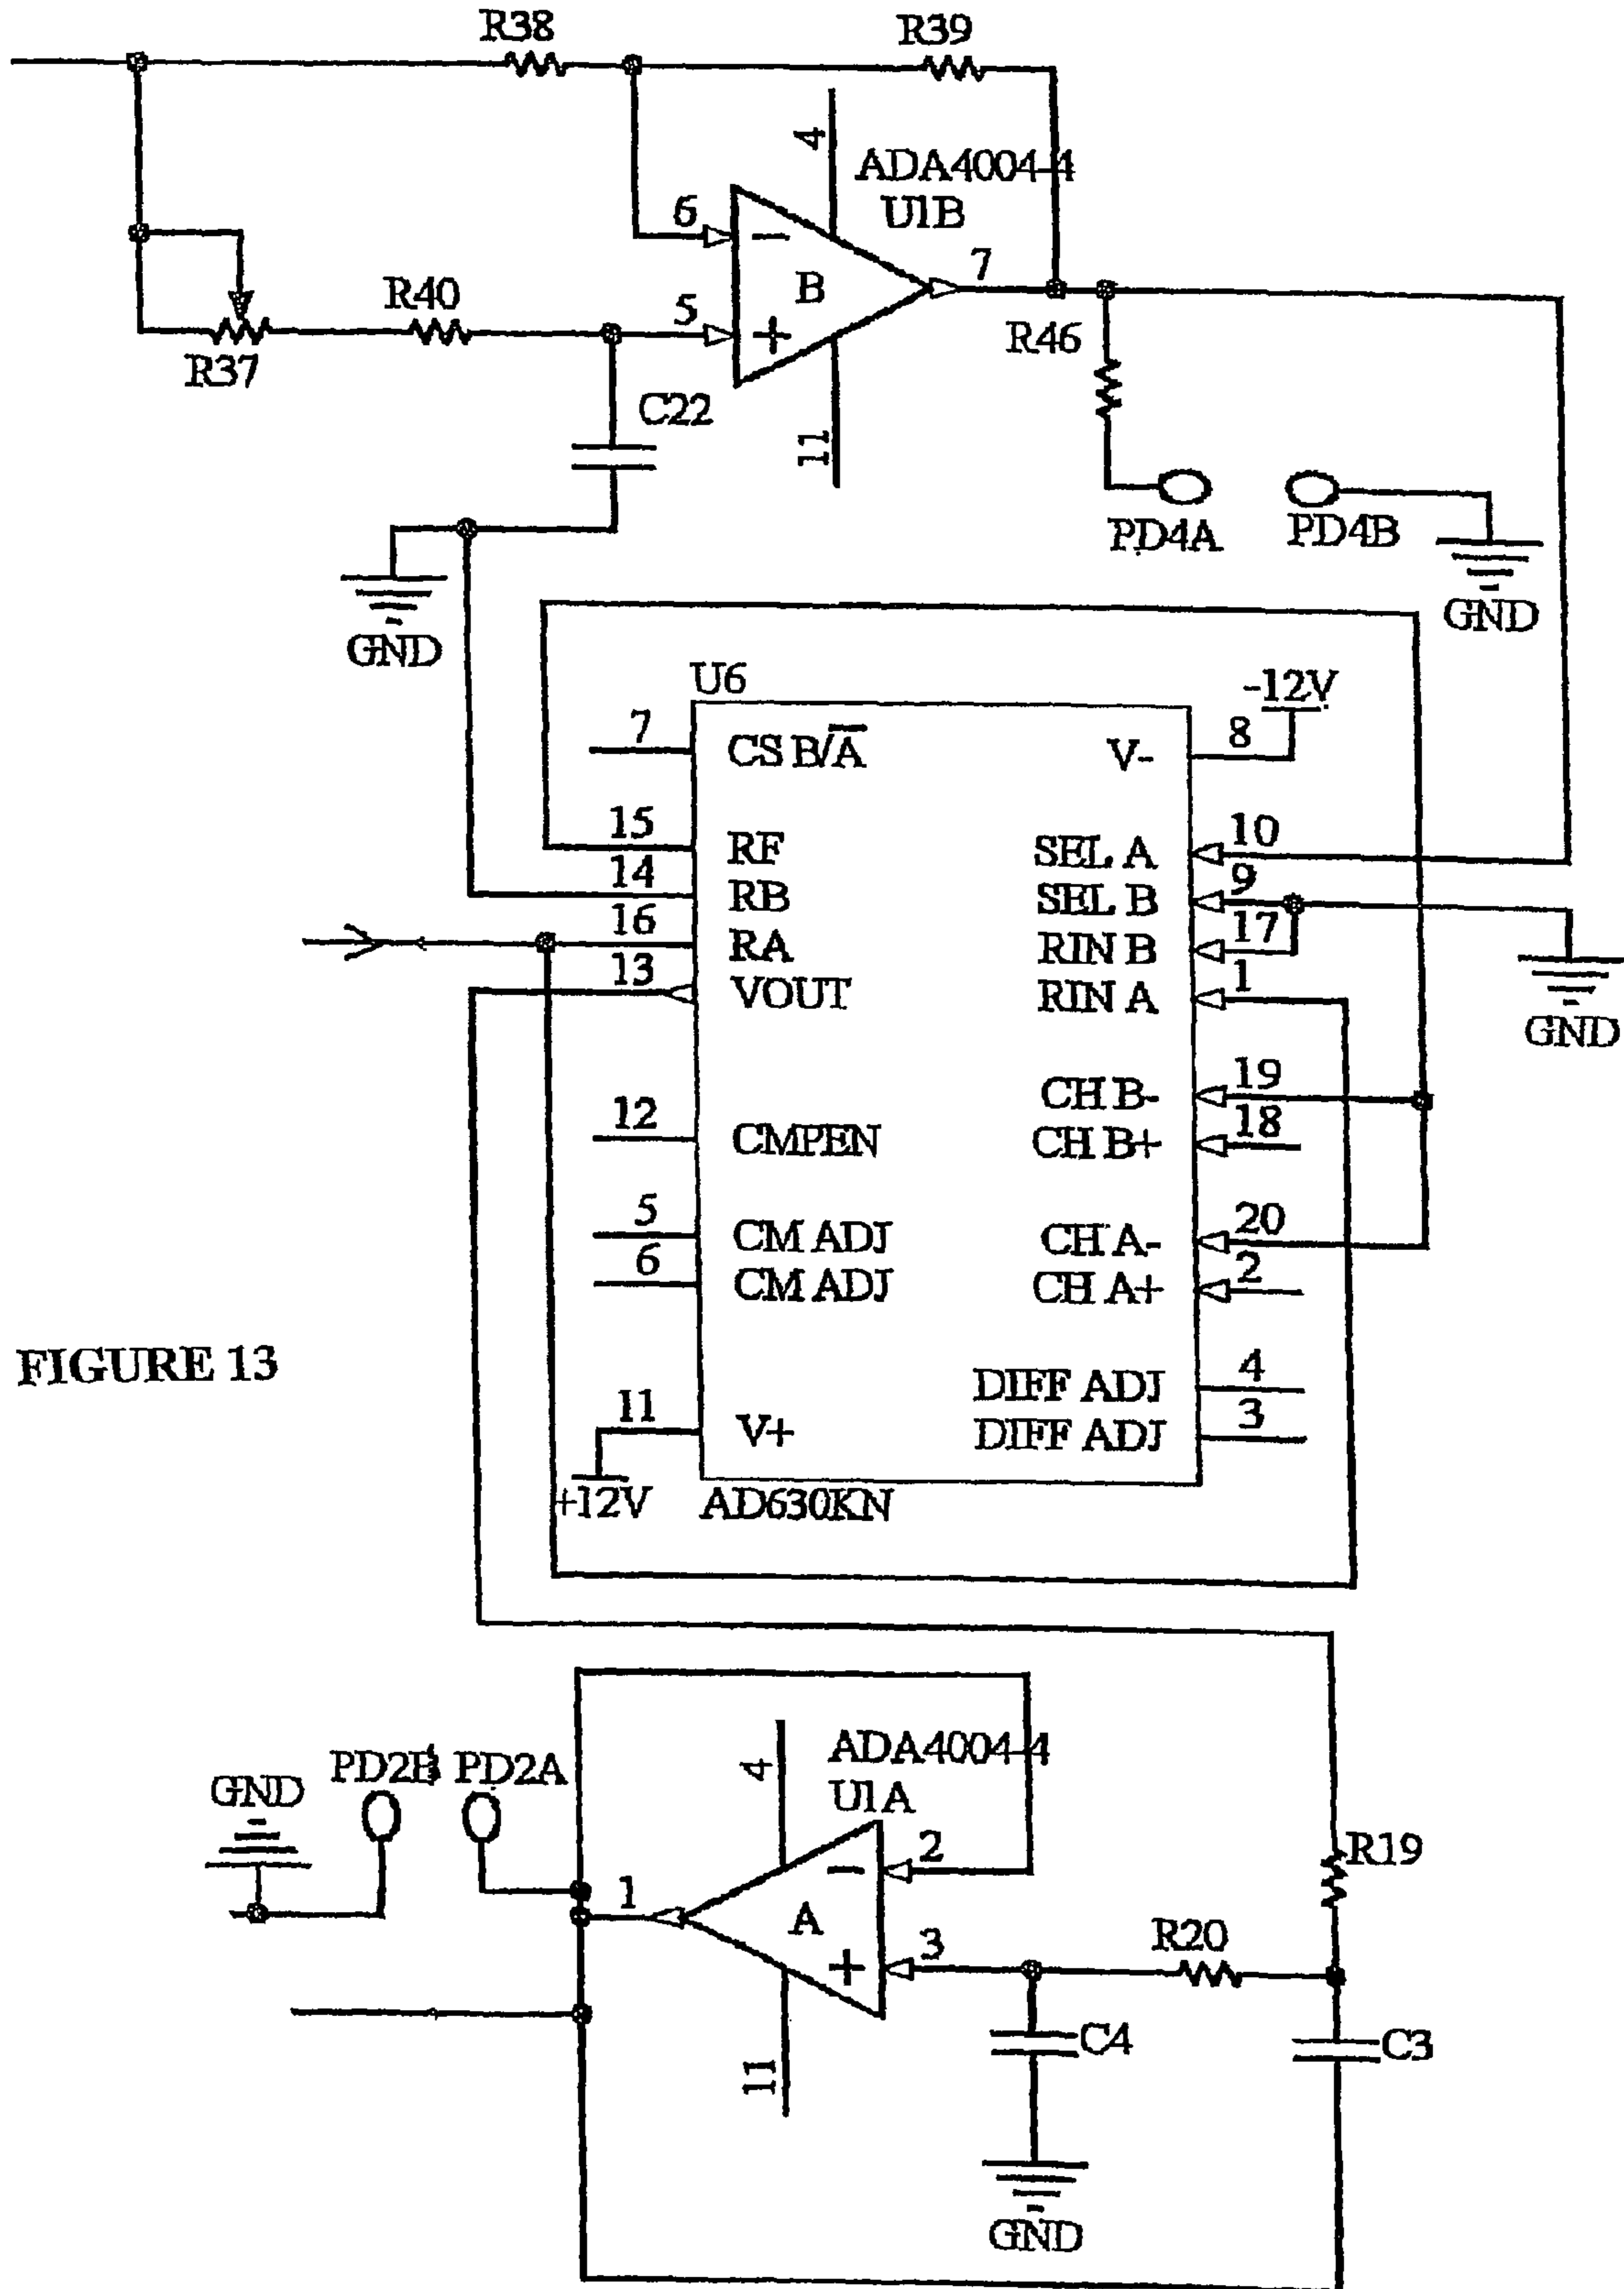 R38
R39
4
ADA4004-4
U1B
6
B
7
R40
5
R46
R37
C22
11
PD4A
PD4B
GND
GND
U6
-12V
7
CS B/A̅
V-
8
15
RF
SEL A
10
14
RB
SEL B
9
16
RA
RIN B
17
13
VOUT
RIN A
1
GND
CH B-
19
12
CMPEN
CH B+
18
5
CM ADJ
CH A-
20
6
CM ADJ
CH A+
2
FIGURE 13
DIFF ADJ
4
11
V+
DIFF ADJ
3
+12V
AD630KN
GND
PD2B
PD2A
4
ADA4004-4
U1A
2
R19
1
A
3
R20
11
C4
C3
GND